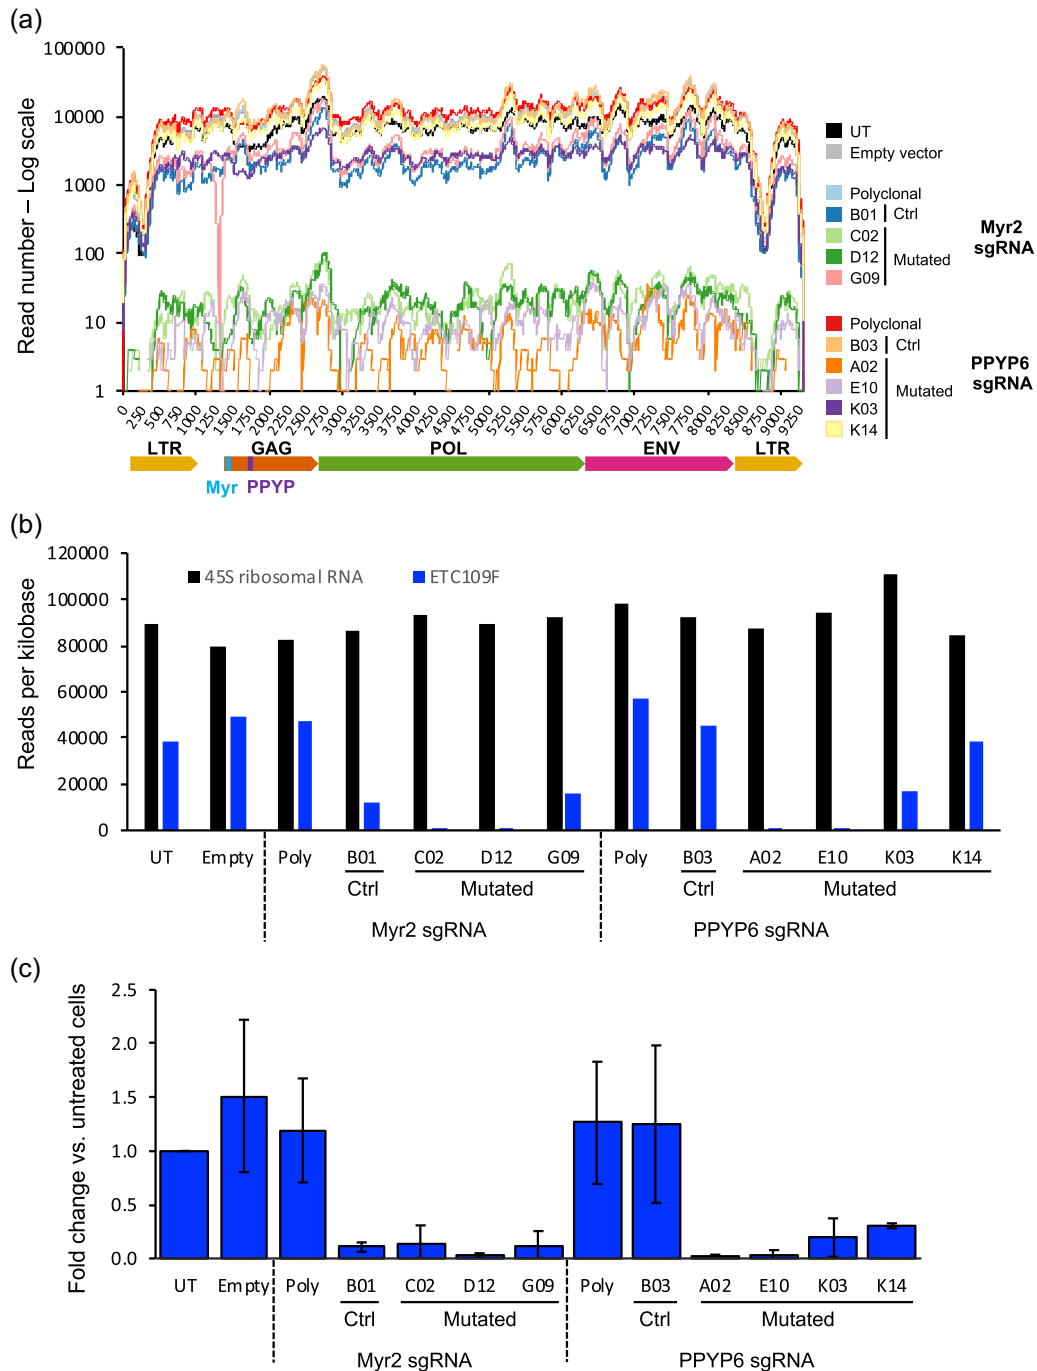 (a)
Read number – Log scale
100000
10000
1000
100
10
1
0 250 500 750 1000 1250 1500 1750 2000 2250 2500 2750 3000 3250 3500 3750 4000 4250 4500 4750 5000 5250 5500 5750 6000 6250 6500 6750 7000 7250 7500 7750 8000 8250 8500 8750 9000 9250
LTR GAG POL ENV LTR
Myr PPYP
UT
Empty vector
Polyclonal
B01 Ctrl
C02
D12 Mutated
G09
Myr2 sgRNA
Polyclonal
B03 Ctrl
A02
E10 Mutated
K03
K14
PPYP6 sgRNA
(b)
Reads per kilobase
120000
100000
80000
60000
40000
20000
0
45S ribosomal RNA ETC109F
UT Empty Poly B01 C02 D12 G09 Poly B03 A02 E10 K03 K14
Ctrl Mutated Ctrl Mutated
Myr2 sgRNA PPYP6 sgRNA
(c)
Fold change vs. untreated cells
2.5
2.0
1.5
1.0
0.5
0.0
UT Empty Poly B01 C02 D12 G09 Poly B03 A02 E10 K03 K14
Ctrl Mutated Ctrl Mutated
Myr2 sgRNA PPYP6 sgRNA